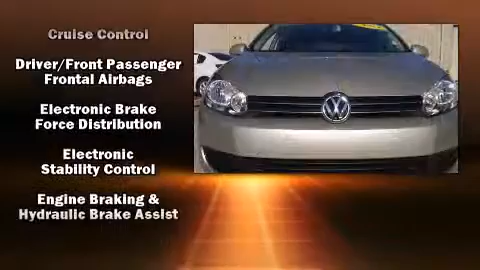 Cruise Control
Driver/Front Passenger
Frontal Airbags
Electronic Brake
Force Distribution
Electronic
Stability Control
Engine Braking &
Hydraulic Brake Assist